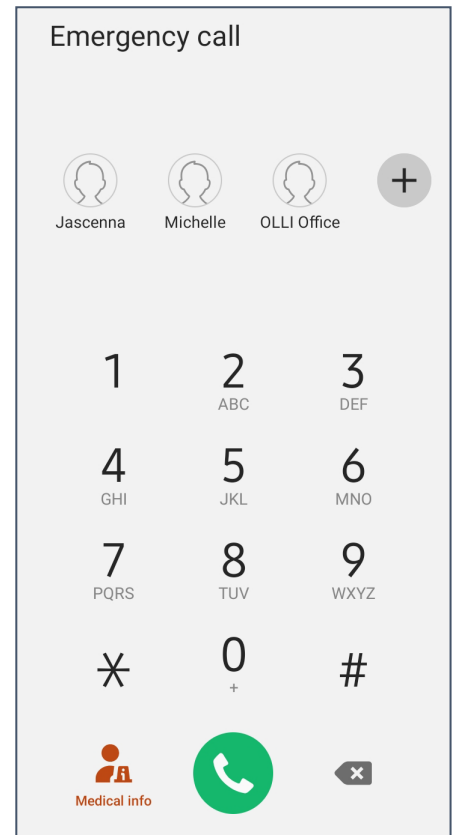 Emergency call
Jascenna Michelle OLLI Office
1 2 3
ABC DEF
4 5 6
GHI JKL MNO
7 8 9
PQRS TUV WXYZ
* 0 #
+
Medical info